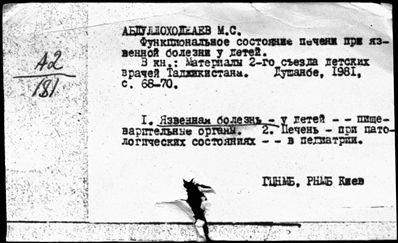 АБДУЛЛОХОДЖАЕВ М.С.
Функциональное состояние печени при яз-
венной болезни у детей.
В кн.: Материалы 2-го съезда детских
врачей Таджикистана. Душанбе, 1981,
с. 68-70.
А2
181
I. Язвенная болезнь - у детей - - пище-
варительные органы. 2. Печень - при пато-
логических состояниях - - в педиатрии.
ГЦНМБ, РНМБ Киев